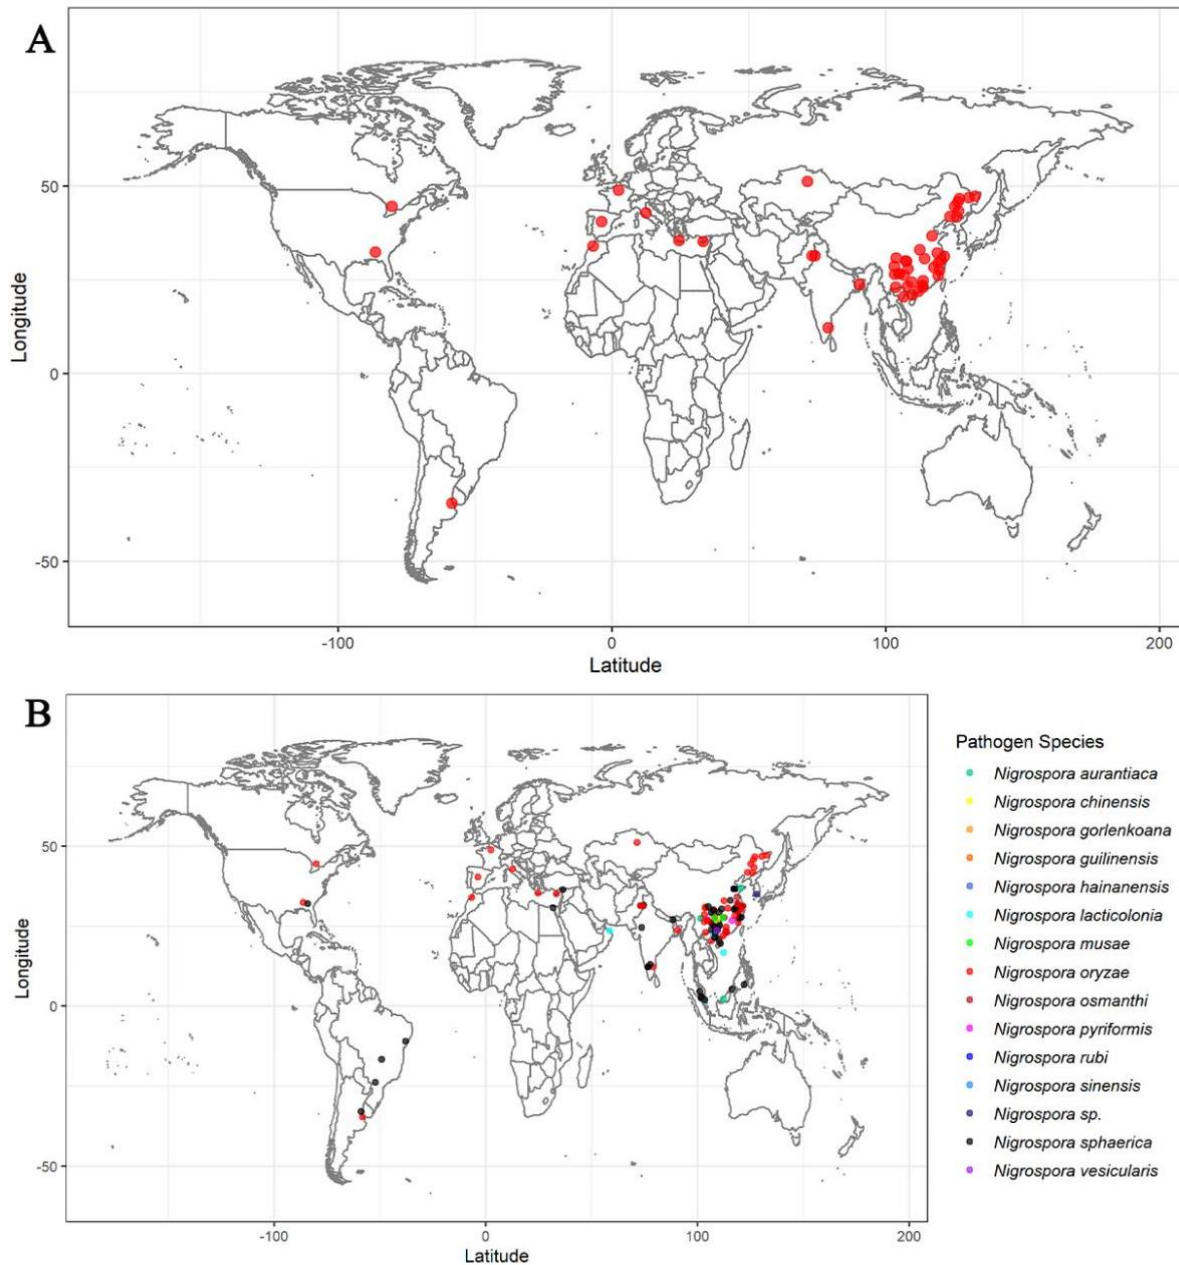 A
50
0
-50
Longitude
-100
0
100
200
Latitude
B
50
0
-50
Longitude
-100
0
100
200
Latitude
Pathogen Species
Nigrospora aurantiaca
Nigrospora chinensis
Nigrospora gorlenkoana
Nigrospora guilinensis
Nigrospora hainanensis
Nigrospora lacticolonia
Nigrospora musae
Nigrospora oryzae
Nigrospora osmanthi
Nigrospora pyriformis
Nigrospora rubi
Nigrospora sinensis
Nigrospora sp.
Nigrospora sphaerica
Nigrospora vesicularis